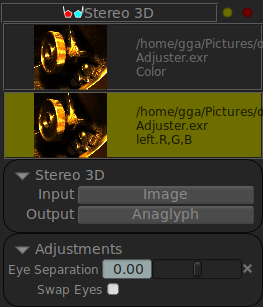 Stereo 3D
/home/gga/Pictures/
Adjuster.exr
Color
/home/gga/Pictures/
Adjuster.exr
left.R,G,B
Stereo 3D
Input Image
Output Anaglyph
Adjustments
Eye Separation 0.00
Swap Eyes